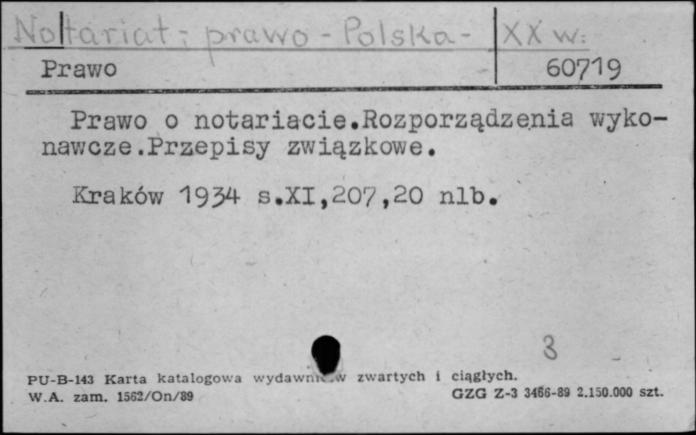 Notariat; prawo - Polska - XX w.
Prawo 60719
Prawo o notariacie.Rozporządzenia wyko-
nawcze.Przepisy związkowe.
Kraków 1934 s.XI,207,20 nlb.
3
PU-B-143 Karta katalogowa wydawnictw zwartych i ciągłych.
W.A. zam. 1562/On/89 GZG Z-3 3466-89 2.150.000 szt.